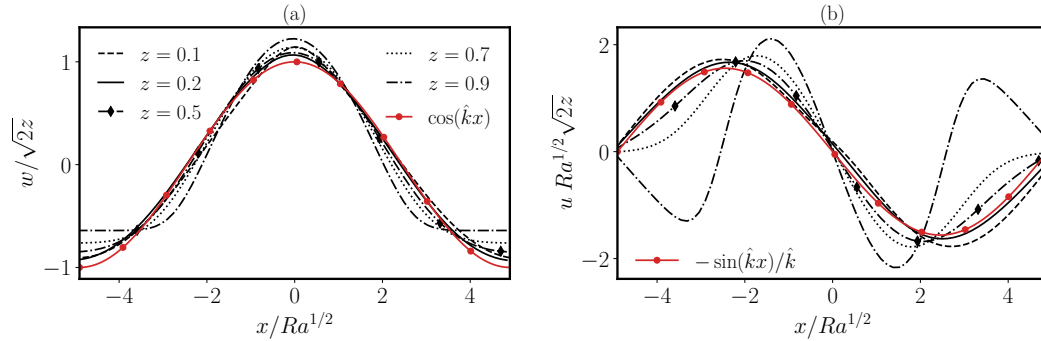 (a)
w/√2z
1
0
−1
z = 0.1
z = 0.2
z = 0.5
z = 0.7
z = 0.9
cos(k̂x)
−4 −2 0 2 4
x/Ra^{1/2}
(b)
u Ra^{1/2}√2z
2
0
−2
− sin(k̂x)/k̂
−4 −2 0 2 4
x/Ra^{1/2}